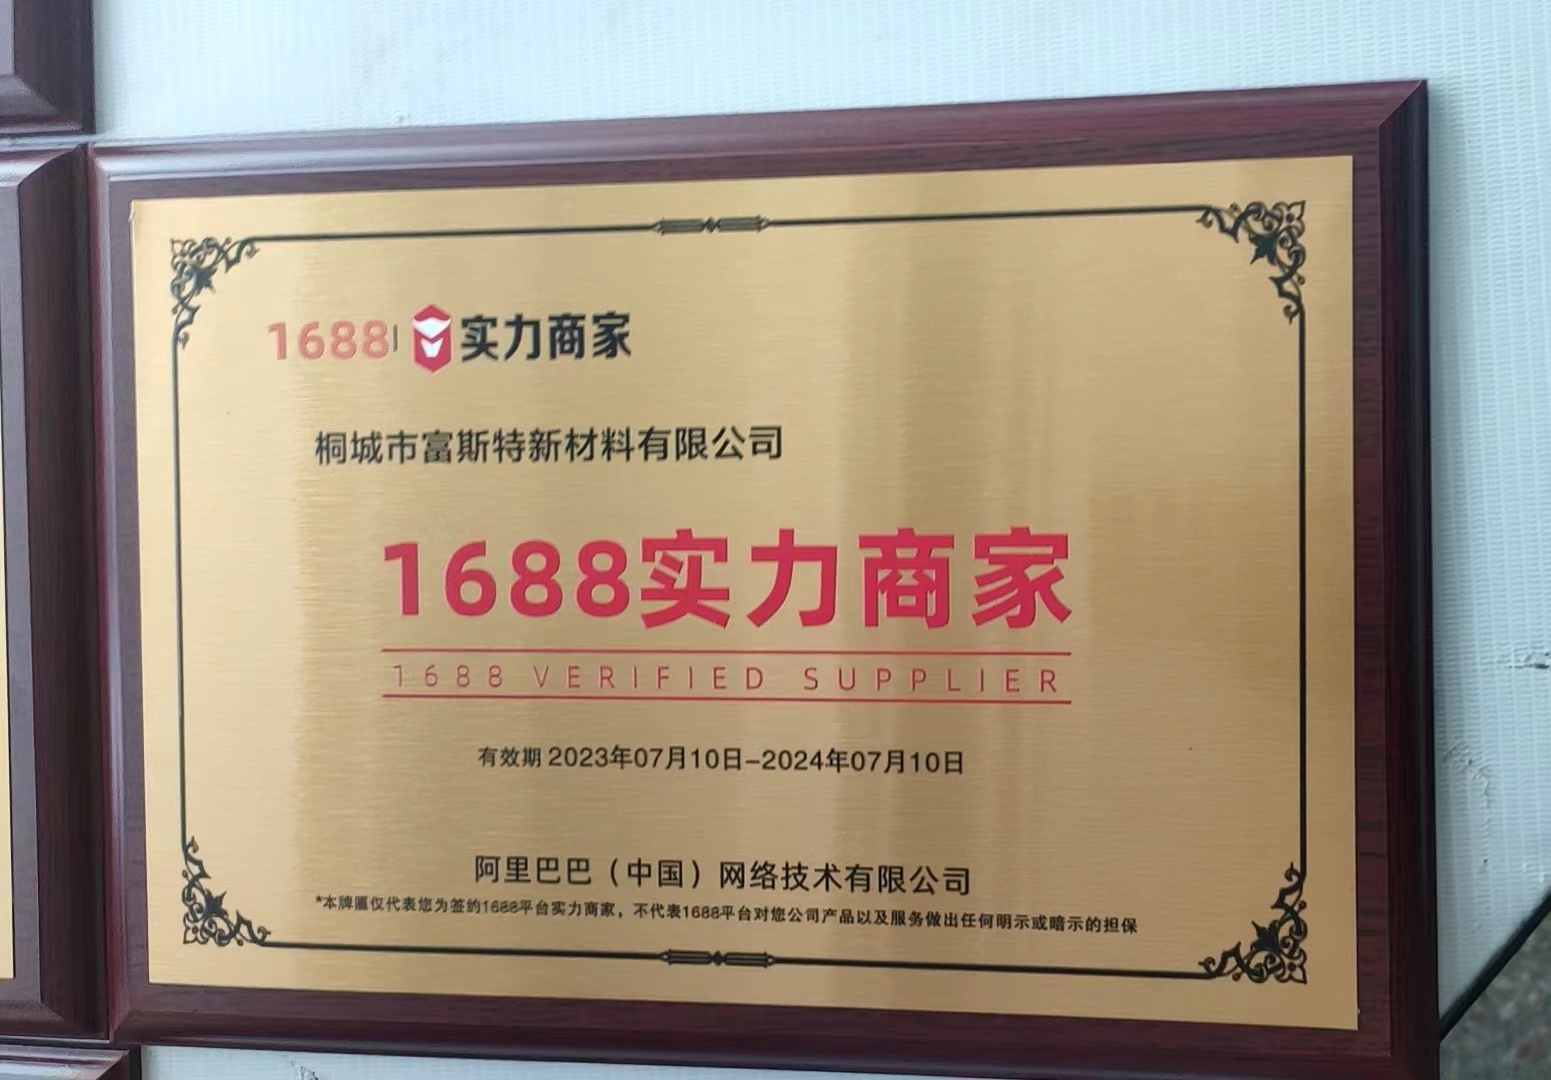 1688 实力商家
桐城市富斯特新材料有限公司
1688实力商家
1688 VERIFIED SUPPLIER
有效期 2023年07月10日-2024年07月10日
阿里巴巴（中国）网络技术有限公司
*本牌匾仅代表您为签约1688平台实力商家，不代表1688平台对您公司产品以及服务做出任何明示或暗示的担保